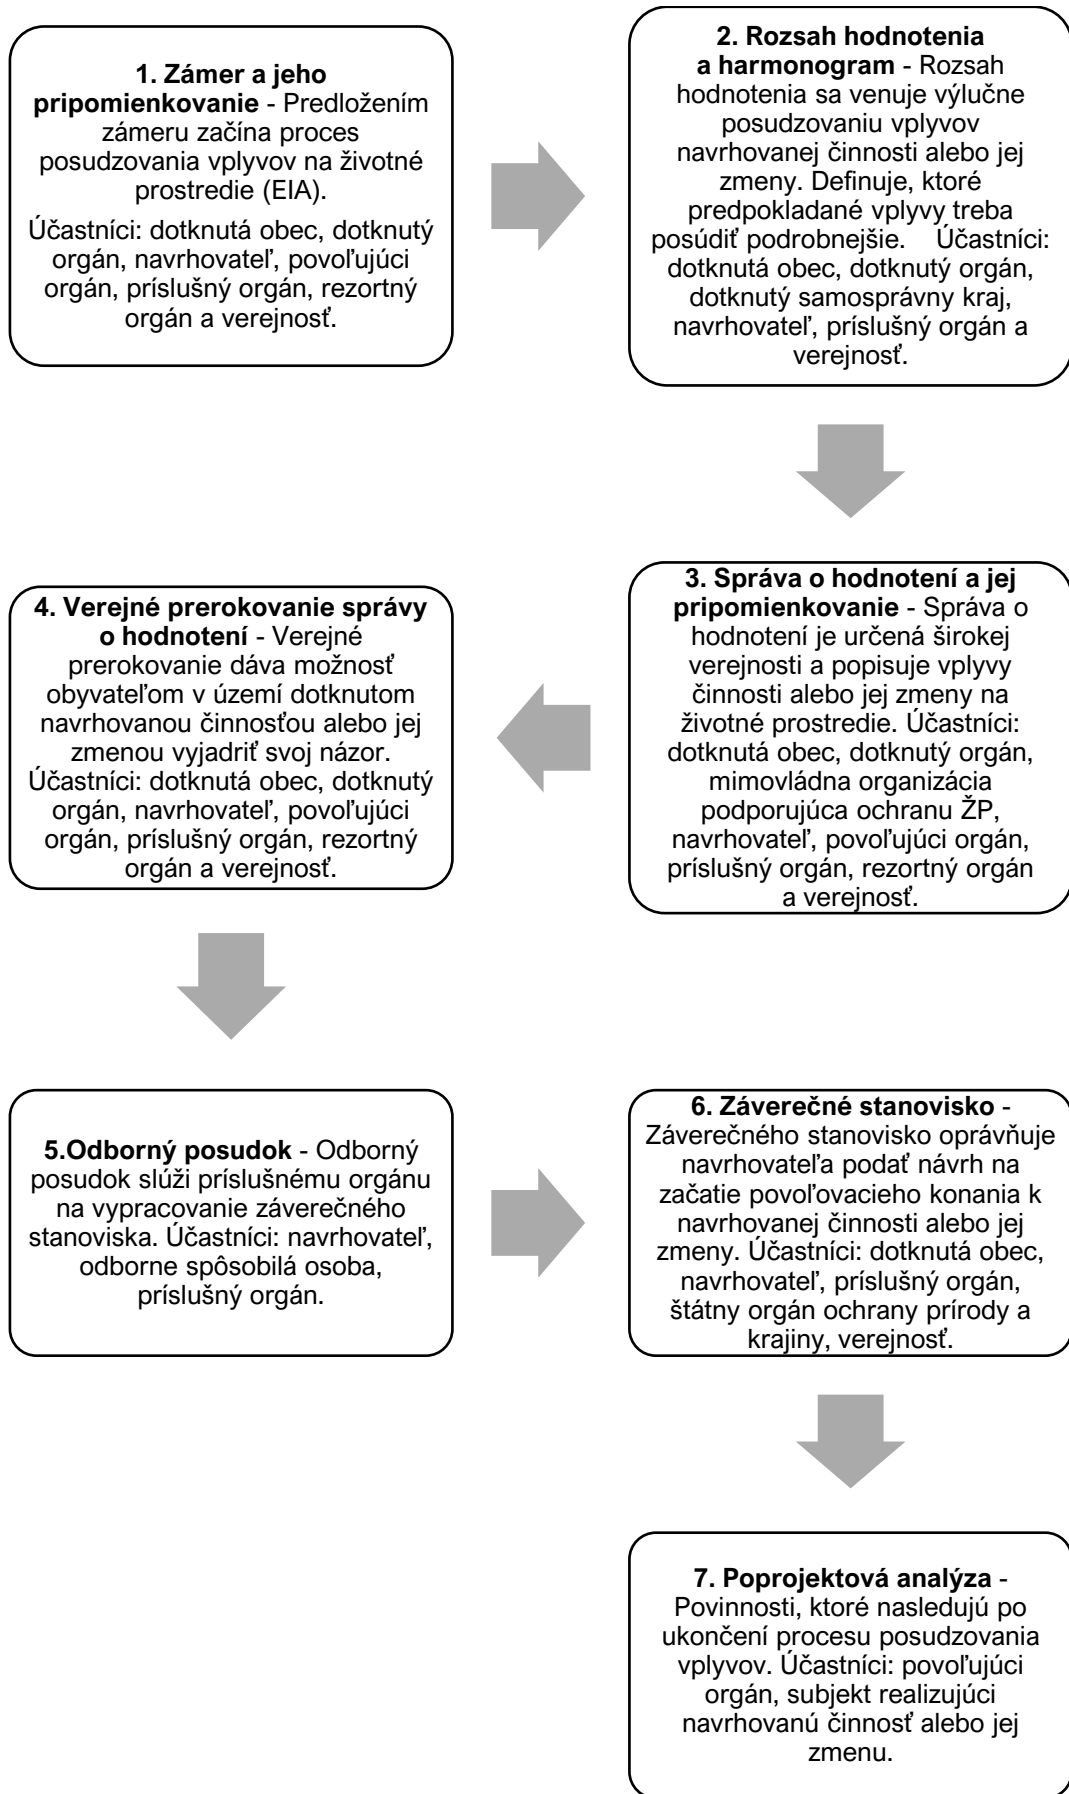 1. Zámer a jeho
pripomienkovanie - Predložením
zámeru začína proces
posudzovania vplyvov na životné
prostredie (EIA).
Účastníci: dotknutá obec, dotknutý
orgán, navrhovateľ, povoľujúci
orgán, príslušný orgán, rezortný
orgán a verejnosť.
2. Rozsah hodnotenia
a harmonogram - Rozsah
hodnotenia sa venuje výlučne
posudzovaniu vplyvov
navrhovanej činnosti alebo jej
zmeny. Definuje, ktoré
predpokladané vplyvy treba
posúdiť podrobnejšie. Účastníci:
dotknutá obec, dotknutý orgán,
dotknutý samosprávny kraj,
navrhovateľ, príslušný orgán a
verejnosť.
3. Správa o hodnotení a jej
pripomienkovanie - Správa o
hodnotení je určená širokej
verejnosti a popisuje vplyvy
činnosti alebo jej zmeny na
životné prostredie. Účastníci:
dotknutá obec, dotknutý orgán,
mimovládna organizácia
podporujúca ochranu ŽP,
navrhovateľ, povoľujúci orgán,
príslušný orgán, rezortný orgán
a verejnosť.
4. Verejné prerokovanie správy
o hodnotení - Verejné
prerokovanie dáva možnosť
obyvateľom v území dotknutom
navrhovanou činnosťou alebo jej
zmenou vyjadriť svoj názor.
Účastníci: dotknutá obec, dotknutý
orgán, navrhovateľ, povoľujúci
orgán, príslušný orgán, rezortný
orgán a verejnosť.
5.Odborný posudok - Odborný
posudok slúži príslušnému orgánu
na vypracovanie záverečného
stanoviska. Účastníci: navrhovateľ,
odborne spôsobilá osoba,
príslušný orgán.
6. Záverečné stanovisko -
Záverečného stanovisko oprávňuje
navrhovateľa podať návrh na
začatie povoľovacieho konania k
navrhovanej činnosti alebo jej
zmeny. Účastníci: dotknutá obec,
navrhovateľ, príslušný orgán,
štátny orgán ochrany prírody a
krajiny, verejnosť.
7. Poprojektová analýza -
Povinnosti, ktoré nasledujú po
ukončení procesu posudzovania
vplyvov. Účastníci: povoľujúci
orgán, subjekt realizujúci
navrhovanú činnosť alebo jej
zmenu.